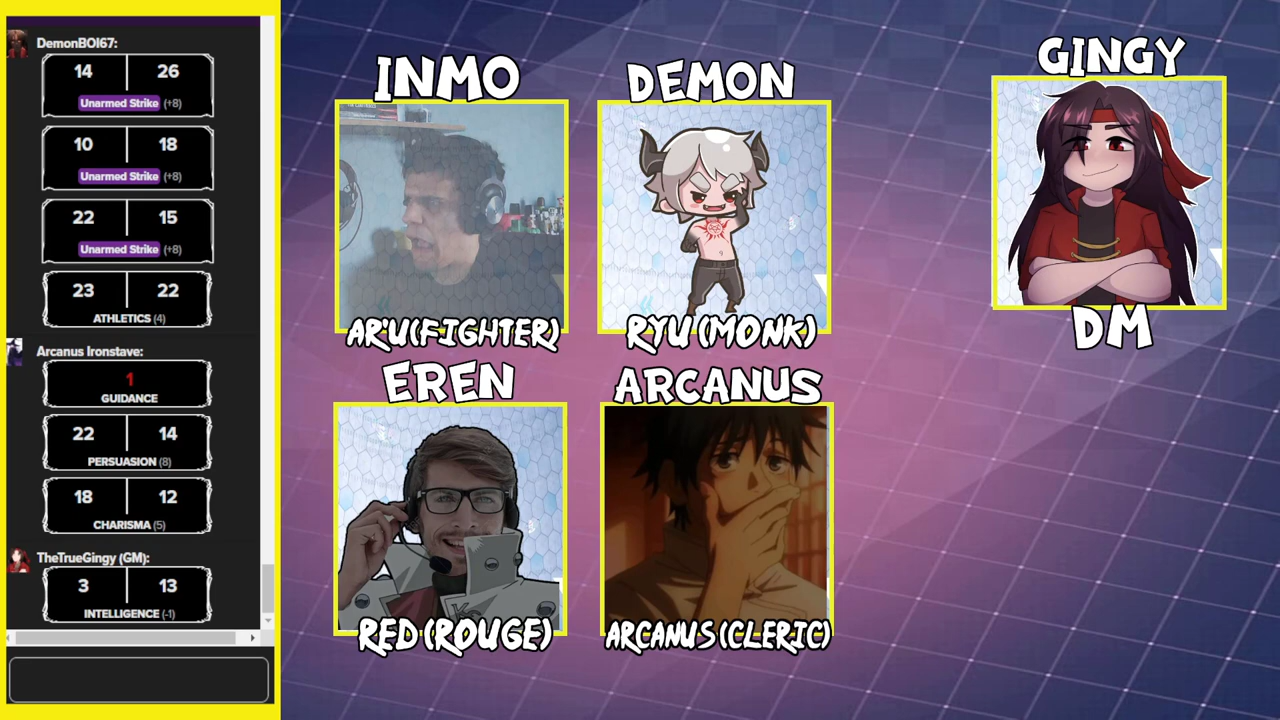 DemonBOI67:
14 26
Unarmed Strike (+8)
10 18
Unarmed Strike (+8)
22 15
Unarmed Strike (+8)
23 22
ATHLETICS (4)
Arcanus Ironstave:
1
GUIDANCE
22 14
PERSUASION (8)
18 12
CHARISMA (5)
TheTrueGingy (GM):
3 13
INTELLIGENCE (-1)
INMO
ARU(FIGHTER)
DEMON
RYU(MONK)
EREN
RED(ROUGE)
ARCANUS
ARCANUS(CLERIC)
GINGY
DM